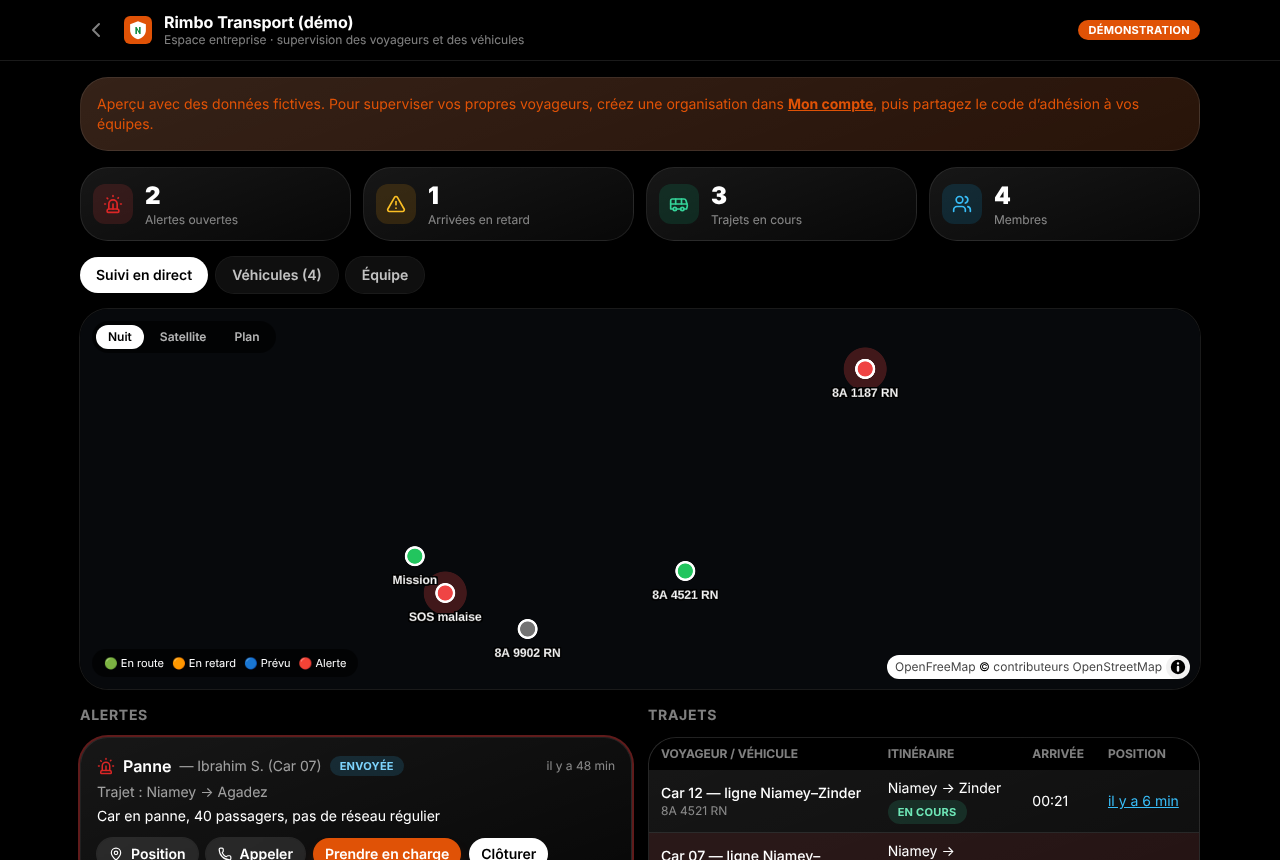 Rimbo Transport (démo)
Espace entreprise · supervision des voyageurs et des véhicules
DÉMONSTRATION
Aperçu avec des données fictives. Pour superviser vos propres voyageurs, créez une organisation dans Mon compte, puis partagez le code d’adhésion à vos
équipes.
2
Alertes ouvertes
1
Arrivées en retard
3
Trajets en cours
4
Membres
Suivi en direct
Véhicules (4)
Équipe
Nuit
Satellite
Plan
8A 1187 RN
Mission
SOS malaise
8A 4521 RN
8A 9902 RN
En route
En retard
Prévu
Alerte
OpenFreeMap © contributeurs OpenStreetMap
ALERTES
Panne — Ibrahim S. (Car 07) ENVOYÉE il y a 48 min
Trajet : Niamey → Agadez
Car en panne, 40 passagers, pas de réseau régulier
Position
Appeler
Prendre en charge
Clôturer
TRAJETS
VOYAGEUR / VÉHICULE ITINÉRAIRE ARRIVÉE POSITION
Car 12 — ligne Niamey–Zinder
8A 4521 RN
Niamey → Zinder
EN COURS
00:21
il y a 6 min
Car 07 — ligne Niamey–
Niamey →